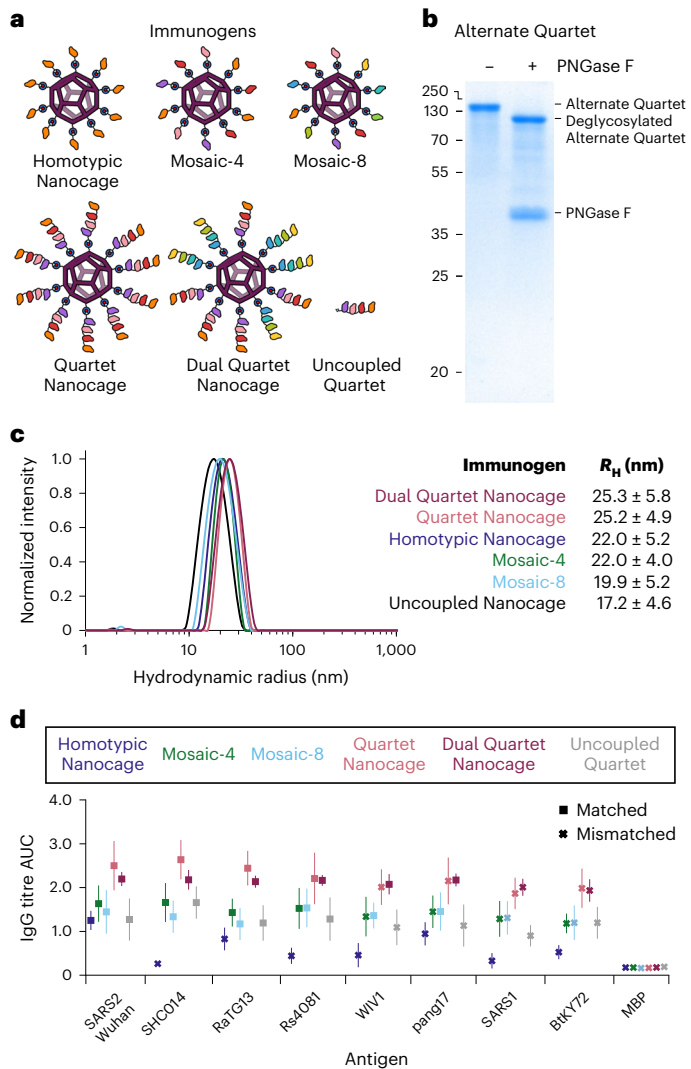 a
Immunogens
Homotypic
Nanocage
Mosaic-4
Mosaic-8
Quartet
Nanocage
Dual Quartet
Nanocage
Uncoupled
Quartet
b
Alternate Quartet
– + PNGase F
250
130
70
55
35
25
20
Alternate Quartet
Deglycosylated
Alternate Quartet
PNGase F
c
Normalized intensity
1.0
0.8
0.6
0.4
0.2
0
1 10 100 1,000
Hydrodynamic radius (nm)
Immunogen RH (nm)
Dual Quartet Nanocage 25.3 ± 5.8
Quartet Nanocage 25.2 ± 4.9
Homotypic Nanocage 22.0 ± 5.2
Mosaic-4 22.0 ± 4.0
Mosaic-8 19.9 ± 5.2
Uncoupled Nanocage 17.2 ± 4.6
d
Homotypic
Nanocage
Mosaic-4
Mosaic-8
Quartet
Nanocage
Dual Quartet
Nanocage
Uncoupled
Quartet
Matched
Mismatched
IgG titre AUC
4.0
3.0
2.0
1.0
0
SARS2
Wuhan
SHC014
RaTG13
Rs4081
WIV1
pang17
SARS1
BtKY72
MBP
Antigen